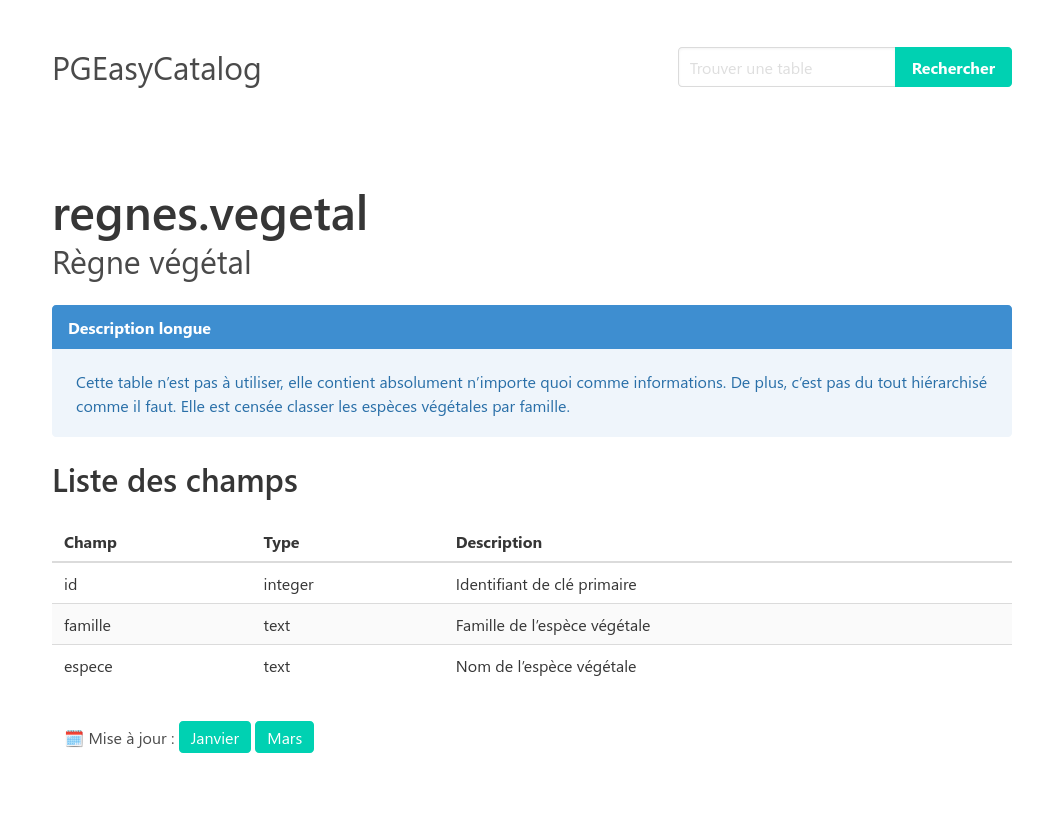 PGEasyCatalog
Trouver une table
Rechercher
regnes.vegetal
Règne végétal
Description longue
Cette table n’est pas à utiliser, elle contient absolument n’importe quoi comme informations. De plus, c’est pas du tout hiérarchisé
comme il faut. Elle est censée classer les espèces végétales par famille.
Liste des champs
Champ Type Description
id integer Identifiant de clé primaire
famille text Famille de l’espèce végétale
espece text Nom de l’espèce végétale
Mise à jour : Janvier Mars